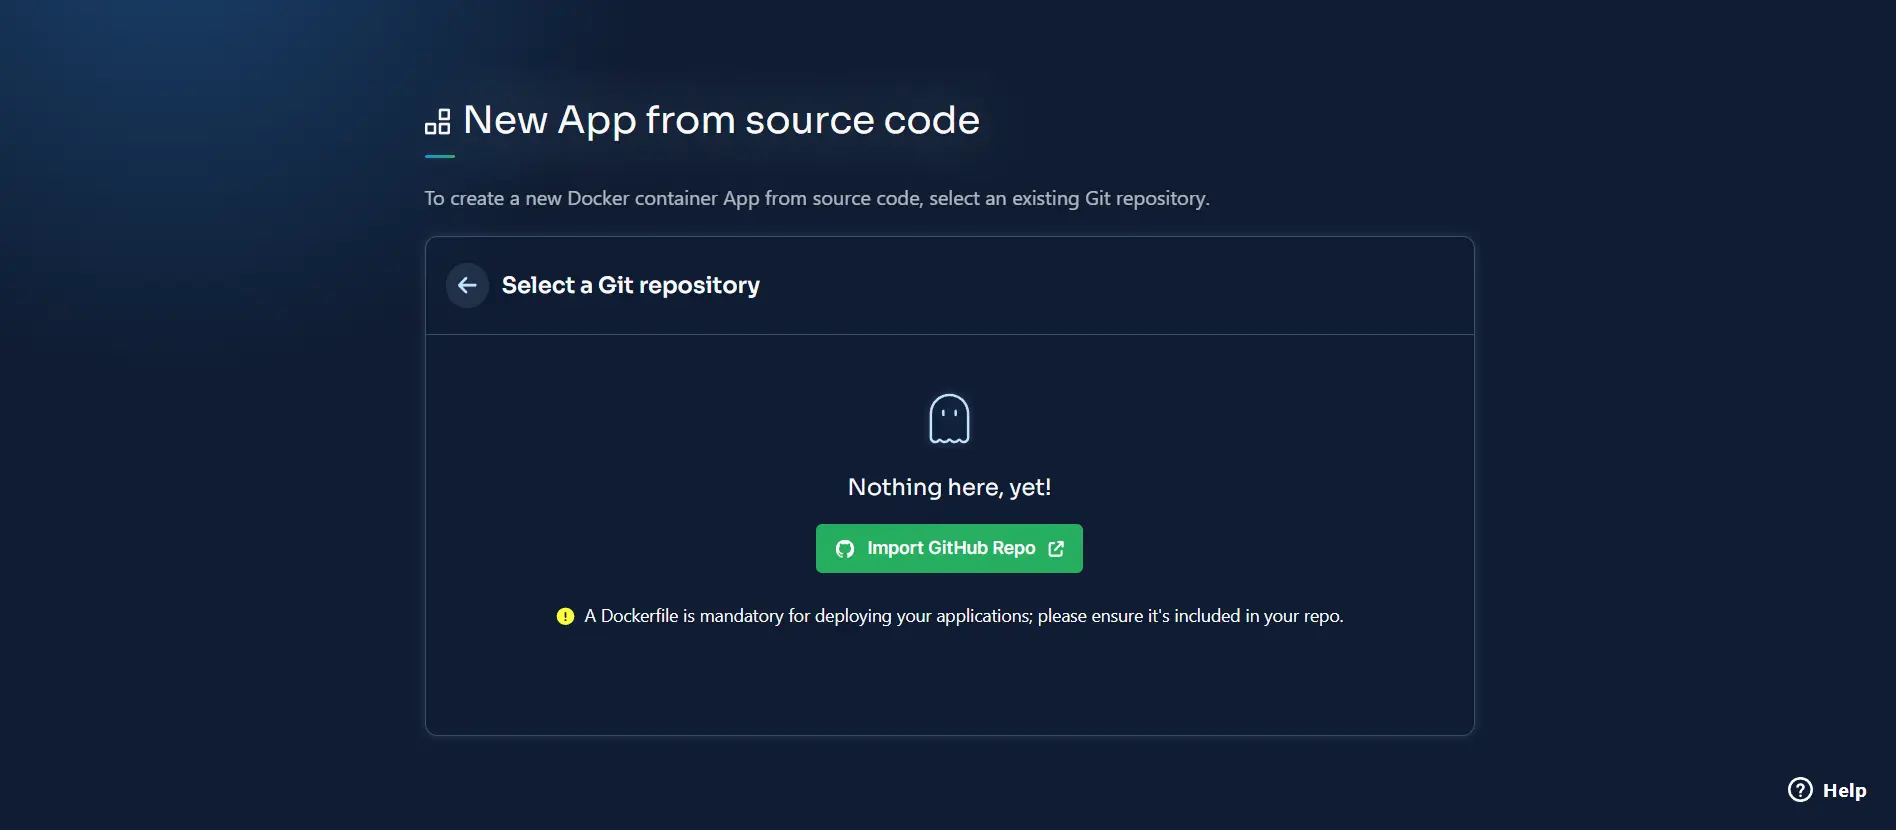 New App from source code
To create a new Docker container App from source code, select an existing Git repository.
Select a Git repository
Nothing here, yet!
Import GitHub Repo
A Dockerfile is mandatory for deploying your applications; please ensure it's included in your repo.
Help